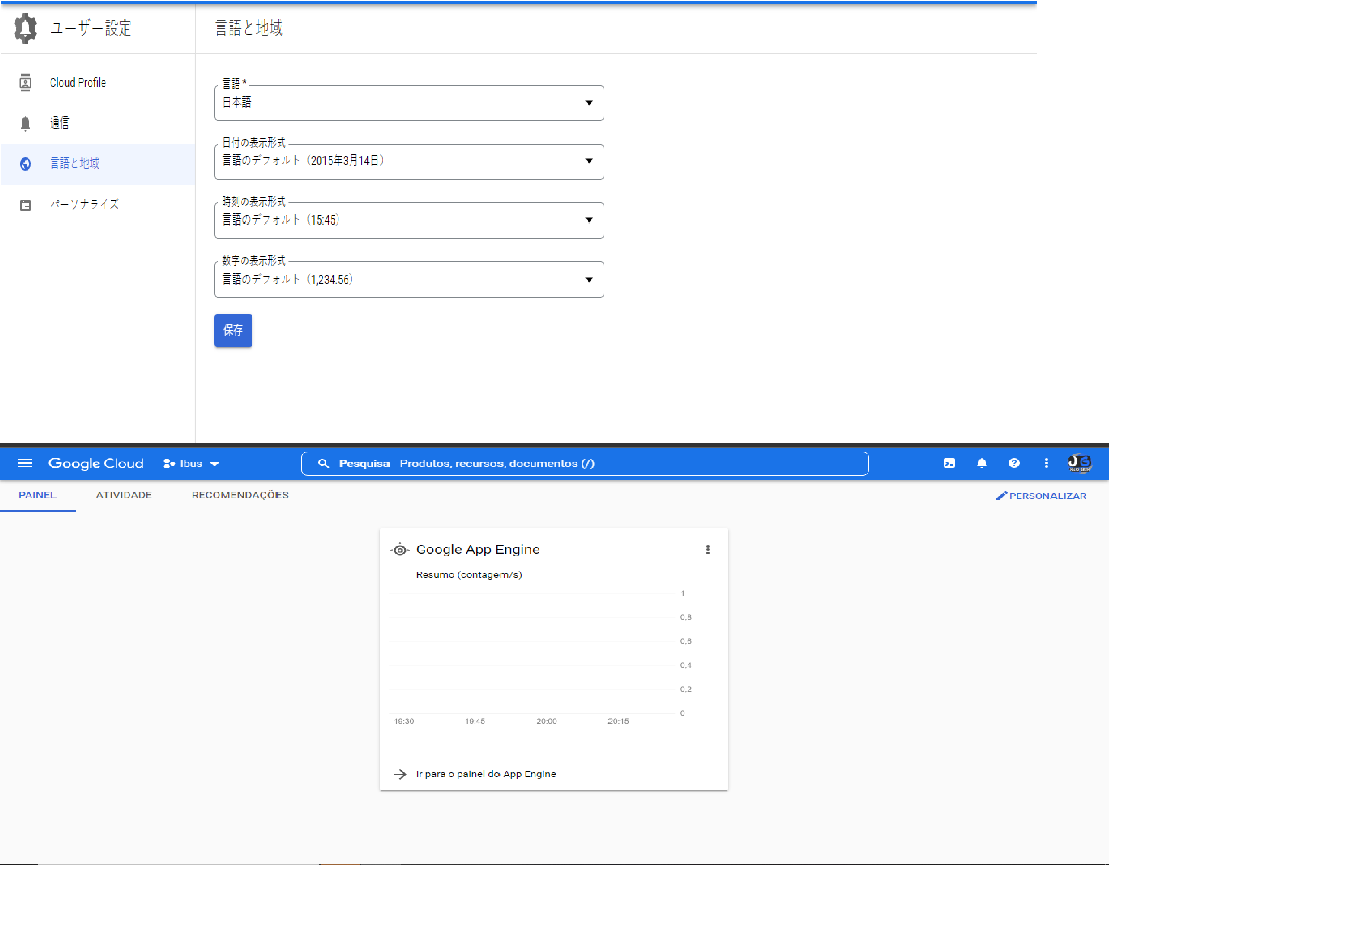 ユーザー設定
言語と地域
Cloud Profile
通信
言語と地域
パーソナライズ
言語 *
日本語
日付の表示形式
言語のデフォルト（2015年3月14日）
時刻の表示形式
言語のデフォルト（15:45）
数字の表示形式
言語のデフォルト（1,234.56）
保存
Google Cloud
Ibus
Pesquisa Produtos, recursos, documentos (/)
PAINEL
ATIVIDADE
RECOMENDAÇÕES
PERSONALIZAR
Google App Engine
Resumo (contagem/s)
1
0,8
0,6
0,4
0,2
0
19:30
19:45
20:00
20:15
Ir para o painel do App Engine